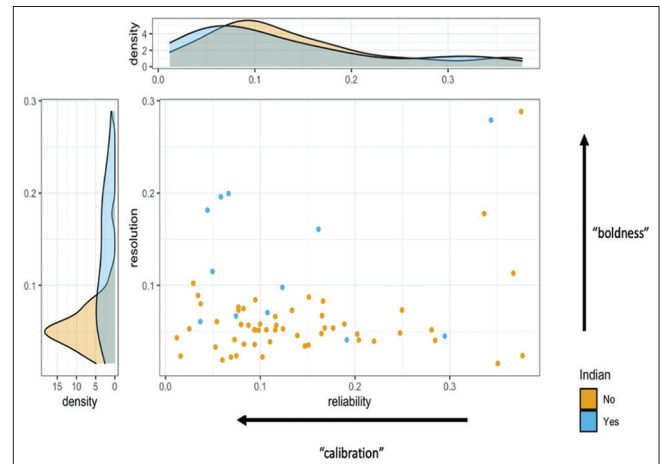 density
4
2
0
0.0
0.1
0.2
0.3
0.3
0.2
0.1
15
10
5
0
density
resolution
0.3
0.2
0.1
0.0
0.1
0.2
0.3
reliability
"calibration"
"boldness"
Indian
No
Yes